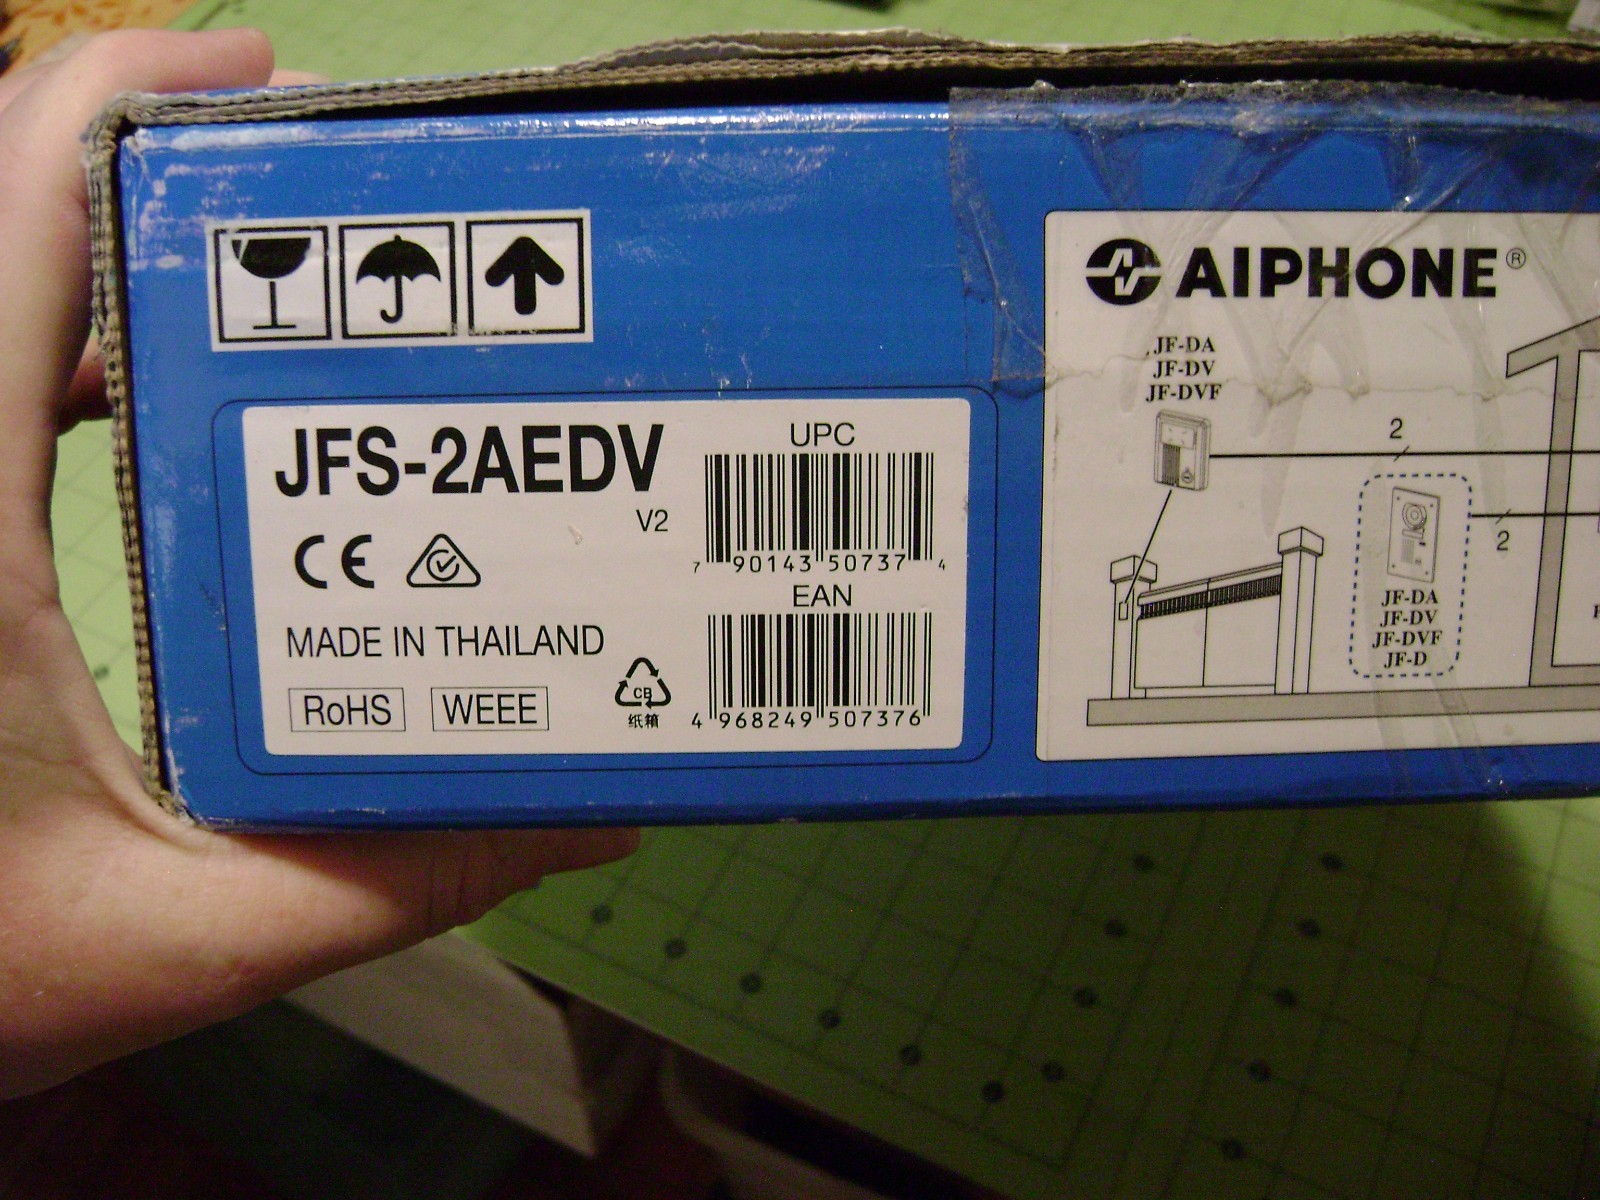 JFS-2AEDV
V2
CE
MADE IN THAILAND
RoHS WEEE
CB
纸箱
UPC
7 90143 50737 4
EAN
4 968249 507376
AIPHONE®
JF-DA
JF-DV
JF-DVF
2
2
JF-DA
JF-DV
JF-DVF
JF-D